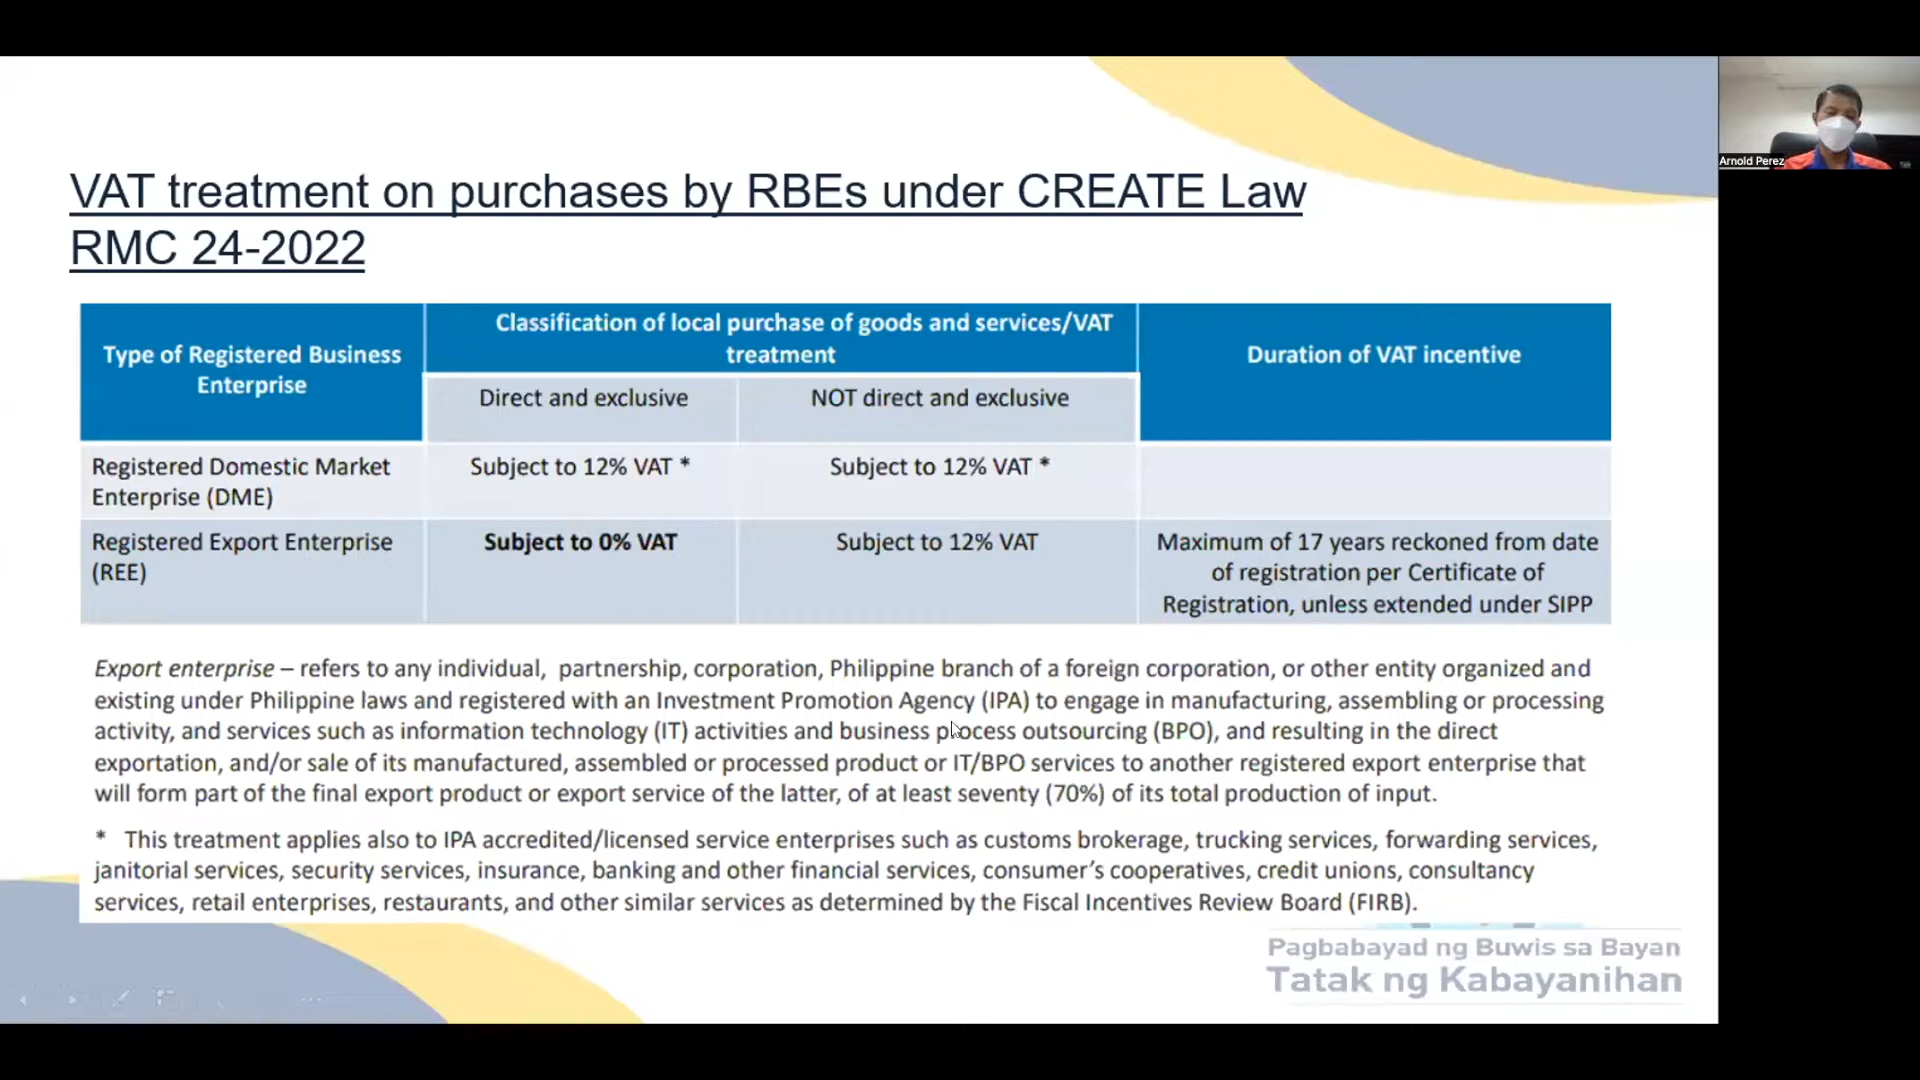 VAT treatment on purchases by RBEs under CREATE Law
RMC 24-2022
Type of Registered Business
Enterprise
Classification of local purchase of goods and services/VAT
treatment
Duration of VAT incentive
Direct and exclusive
NOT direct and exclusive
Registered Domestic Market
Enterprise (DME)
Subject to 12% VAT *
Subject to 12% VAT *
Registered Export Enterprise
(REE)
Subject to 0% VAT
Subject to 12% VAT
Maximum of 17 years reckoned from date
of registration per Certificate of
Registration, unless extended under SIPP
Export enterprise – refers to any individual, partnership, corporation, Philippine branch of a foreign corporation, or other entity organized and
existing under Philippine laws and registered with an Investment Promotion Agency (IPA) to engage in manufacturing, assembling or processing
activity, and services such as information technology (IT) activities and business process outsourcing (BPO), and resulting in the direct
exportation, and/or sale of its manufactured, assembled or processed product or IT/BPO services to another registered export enterprise that
will form part of the final export product or export service of the latter, of at least seventy (70%) of its total production of input.
* This treatment applies also to IPA accredited/licensed service enterprises such as customs brokerage, trucking services, forwarding services,
janitorial services, security services, insurance, banking and other financial services, consumer’s cooperatives, credit unions, consultancy
services, retail enterprises, restaurants, and other similar services as determined by the Fiscal Incentives Review Board (FIRB).
Pagbabayad ng Buwis sa Bayan
Tatak ng Kabayanihan
Arnold Perez